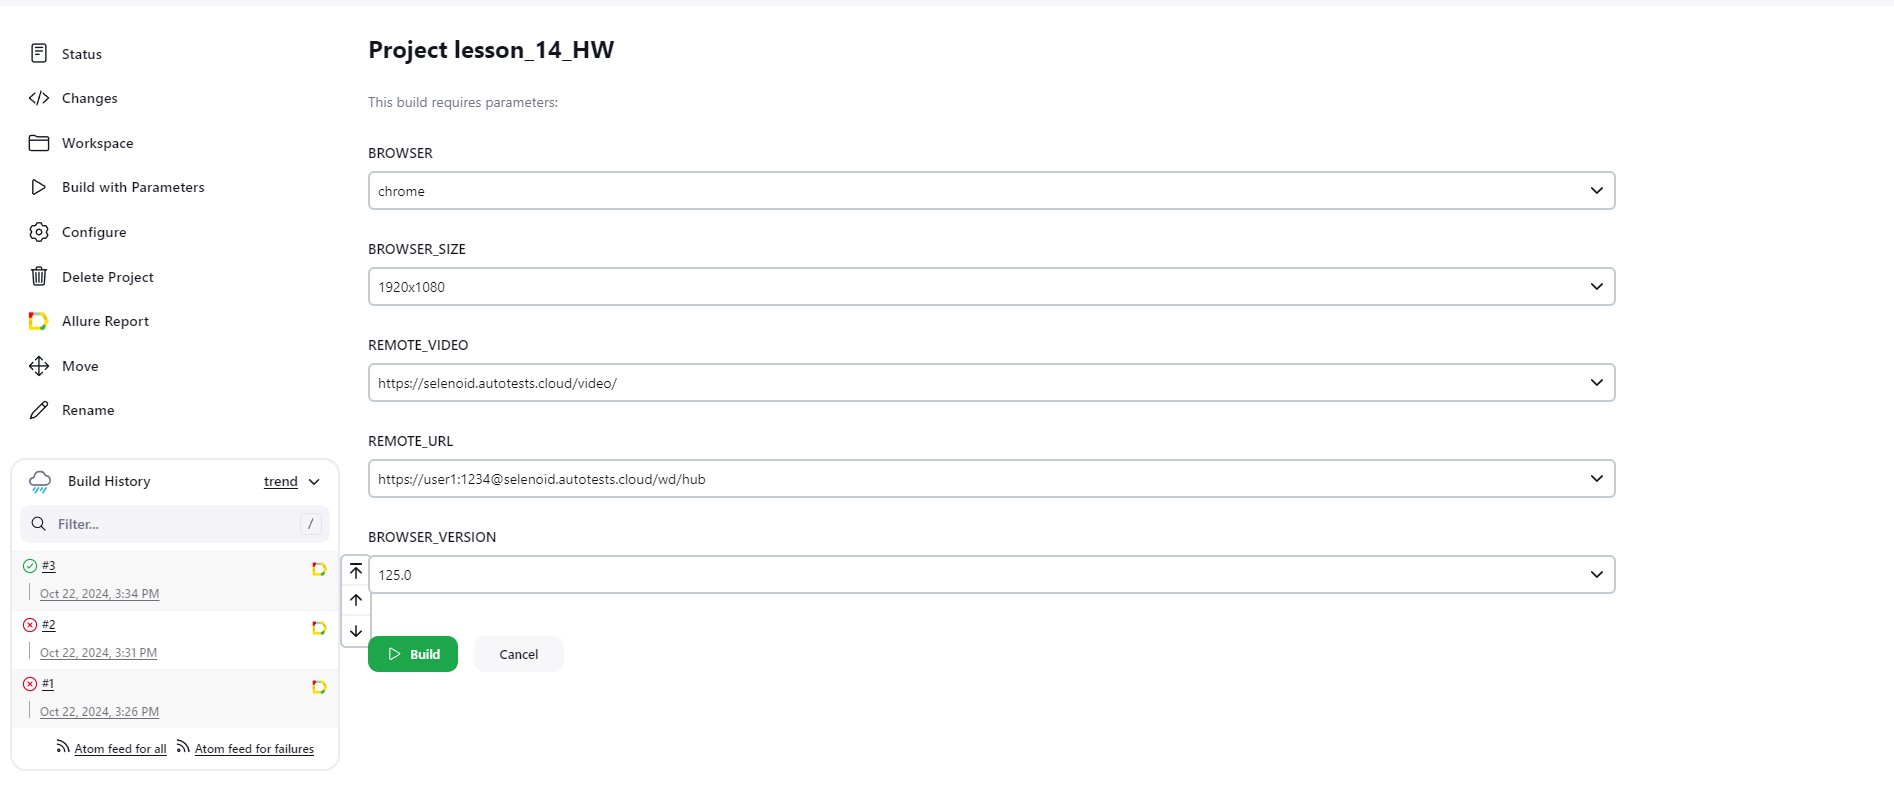 Status
Changes
Workspace
Build with Parameters
Configure
Delete Project
Allure Report
Move
Rename
Build History
trend
Filter...
/
#3
Oct 22, 2024, 3:34 PM
#2
Oct 22, 2024, 3:31 PM
#1
Oct 22, 2024, 3:26 PM
Atom feed for all
Atom feed for failures
Project lesson_14_HW
This build requires parameters:
BROWSER
chrome
BROWSER_SIZE
1920x1080
REMOTE_VIDEO
https://selenoid.autotests.cloud/video/
REMOTE_URL
https://user1:1234@selenoid.autotests.cloud/wd/hub
BROWSER_VERSION
125.0
Build
Cancel